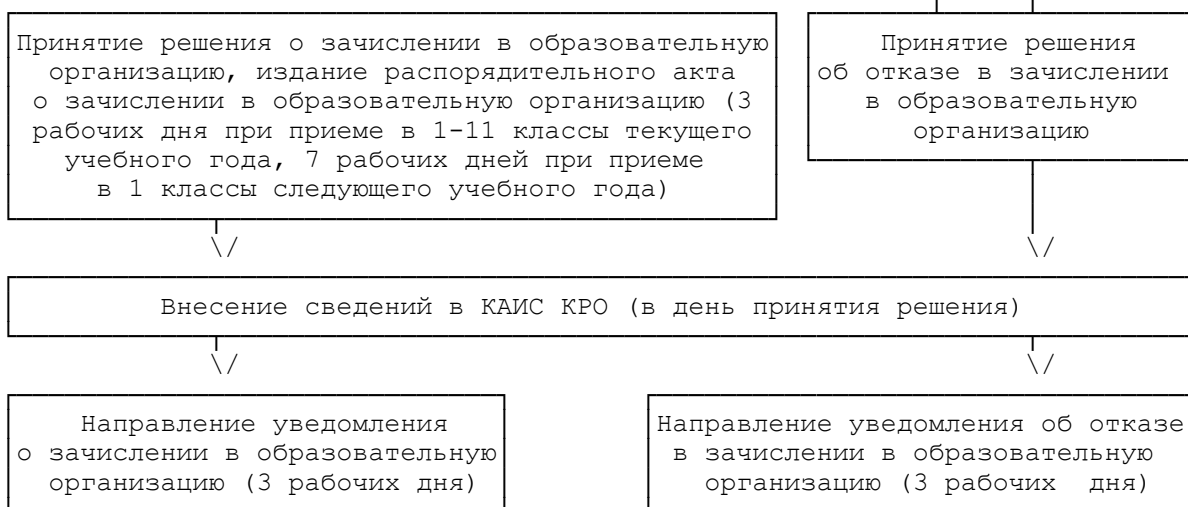 Принятие решения о зачислении в образовательную
организацию, издание распорядительного акта
о зачислении в образовательную организацию (3
рабочих дня при приеме в 1-11 классы текущего
учебного года, 7 рабочих дней при приеме
в 1 классы следующего учебного года)
Принятие решения
об отказе в зачислении
в образовательную
организацию
Внесение сведений в КАИС КРО (в день принятия решения)
Направление уведомления
о зачислении в образовательную
организацию (3 рабочих дня)
Направление уведомления об отказе
в зачислении в образовательную
организацию (3 рабочих дня)